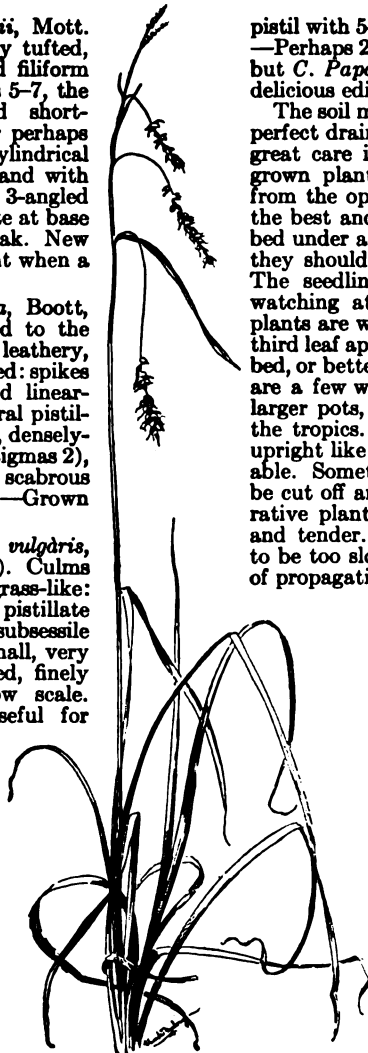 ii, Mott.
y tufted,
d filiform
s 5–7, the
d short-
perhaps
ylindrical
and with
3-angled
te at base
ak. New
nt when a
a, Boott,
d to the
leathery,
ed: spikes
d linear-
ral pistil-
, densely-
igmas 2),
scabrous
—Grown
vulgàris,
). Culms
grass-like:
pistillate
subsessile
nall, very
ed, finely
ow scale.
seful for
pistil with 5-
—Perhaps 2
but C. Pape
delicious edi
The soil m
perfect drain
great care i
grown plant
from the op
the best and
bed under a
they should
The seedlin
watching at
plants are w
third leaf ap
bed, or bette
are a few w
larger pots,
the tropics.
upright like
able. Somet
be cut off an
rative plant
and tender.
to be too slo
of propagati